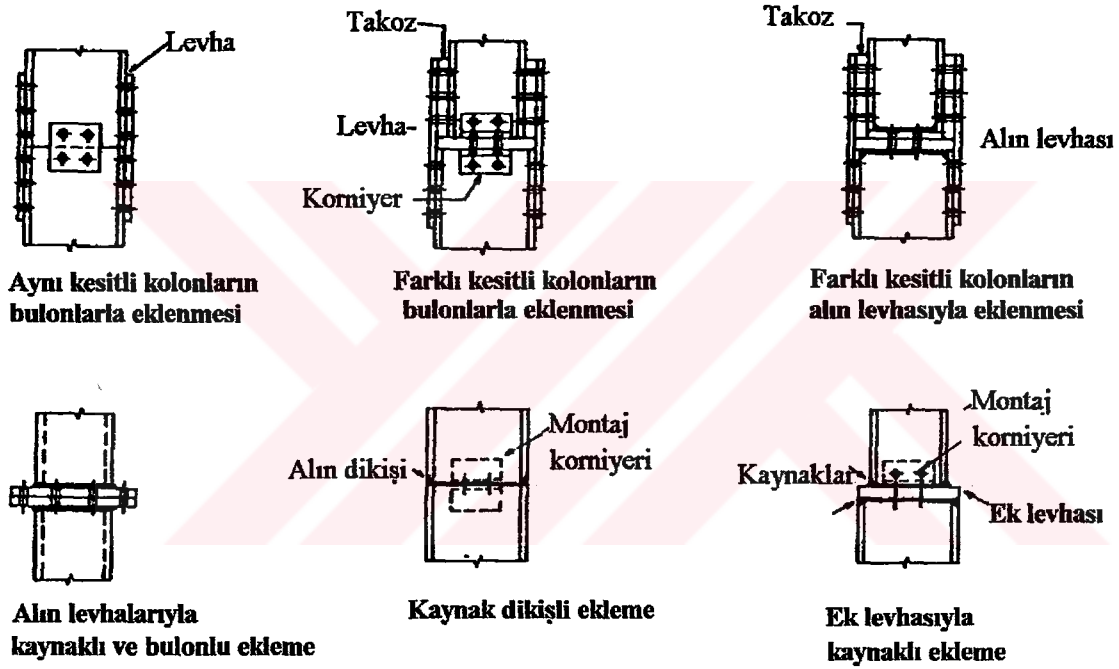 Levha
Aynı kesitli kolonların
bulonlarla eklenmesi
Takoz
Levha
Korniyer
Farklı kesitli kolonların
bulonlarla eklenmesi
Takoz
Alın levhası
Farklı kesitli kolonların
alın levhasıyla eklenmesi
Alın levhalarıyla
kaynaklı ve bulonlu ekleme
Alın dikişi
Montaj
korniyeri
Kaynak dikişli ekleme
Montaj
korniyeri
Kaynaklar
Ek levhası
Ek levhasıyla
kaynaklı ekleme